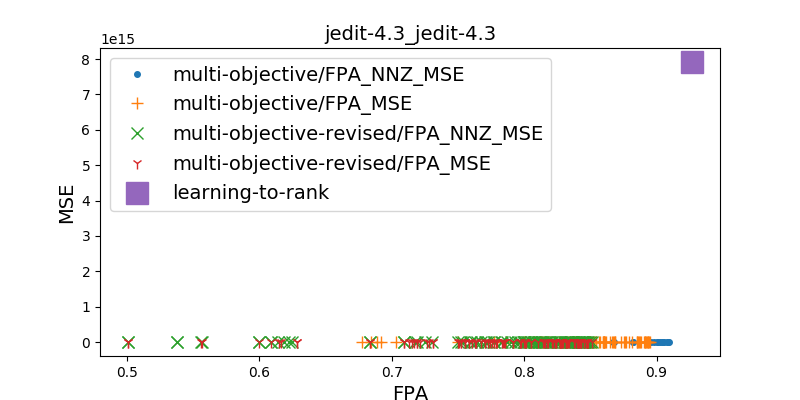 jedit-4.3_jedit-4.3
1e15
8
7
6
5
4
3
2
1
0
MSE
multi-objective/FPA_NNZ_MSE
multi-objective/FPA_MSE
multi-objective-revised/FPA_NNZ_MSE
multi-objective-revised/FPA_MSE
learning-to-rank
0.5 0.6 0.7 0.8 0.9
FPA